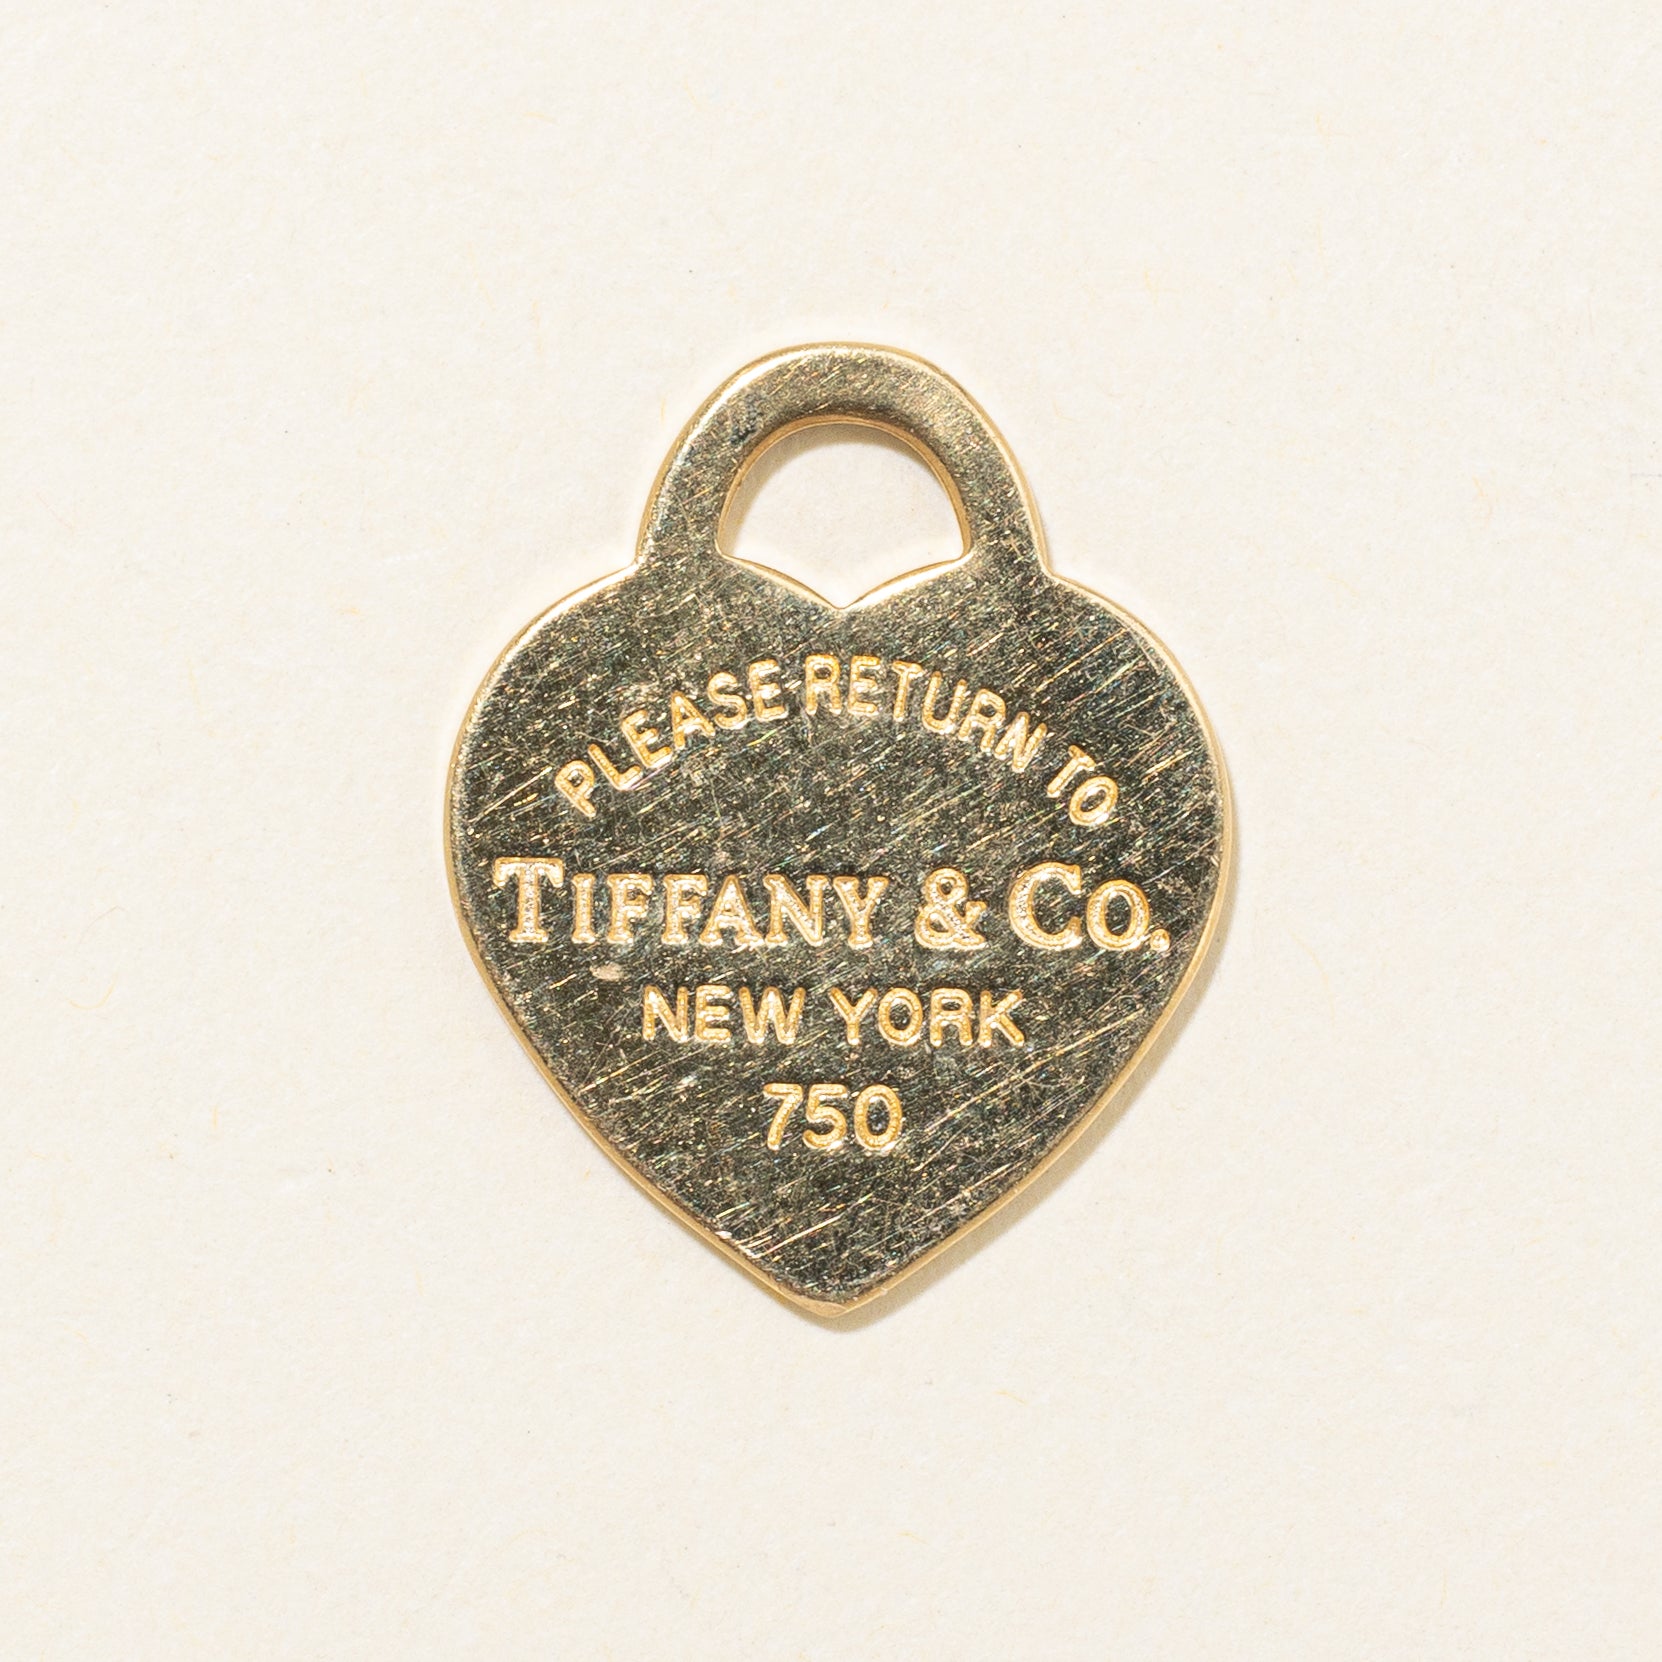 PLEASE RETURN TO
TIFFANY & CO.
NEW YORK
750